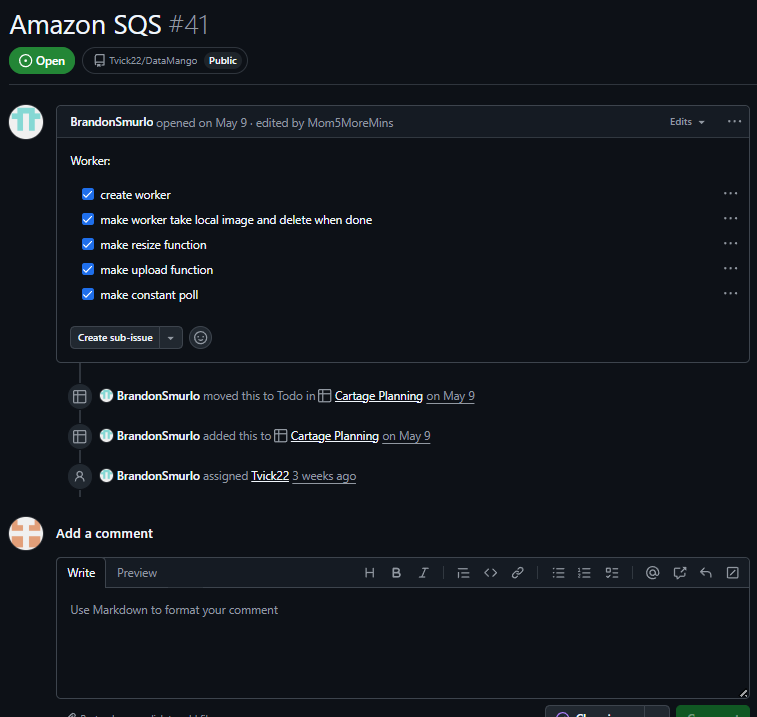 Amazon SQS #41
Open Tvick22/DataMango Public
BrandonSmurlo opened on May 9 · edited by Mom5MoreMins Edits
Worker:
create worker
make worker take local image and delete when done
make resize function
make upload function
make constant poll
Create sub-issue
BrandonSmurlo moved this to Todo in Cartage Planning on May 9
BrandonSmurlo added this to Cartage Planning on May 9
BrandonSmurlo assigned Tvick22 3 weeks ago
Add a comment
Write Preview
Use Markdown to format your comment